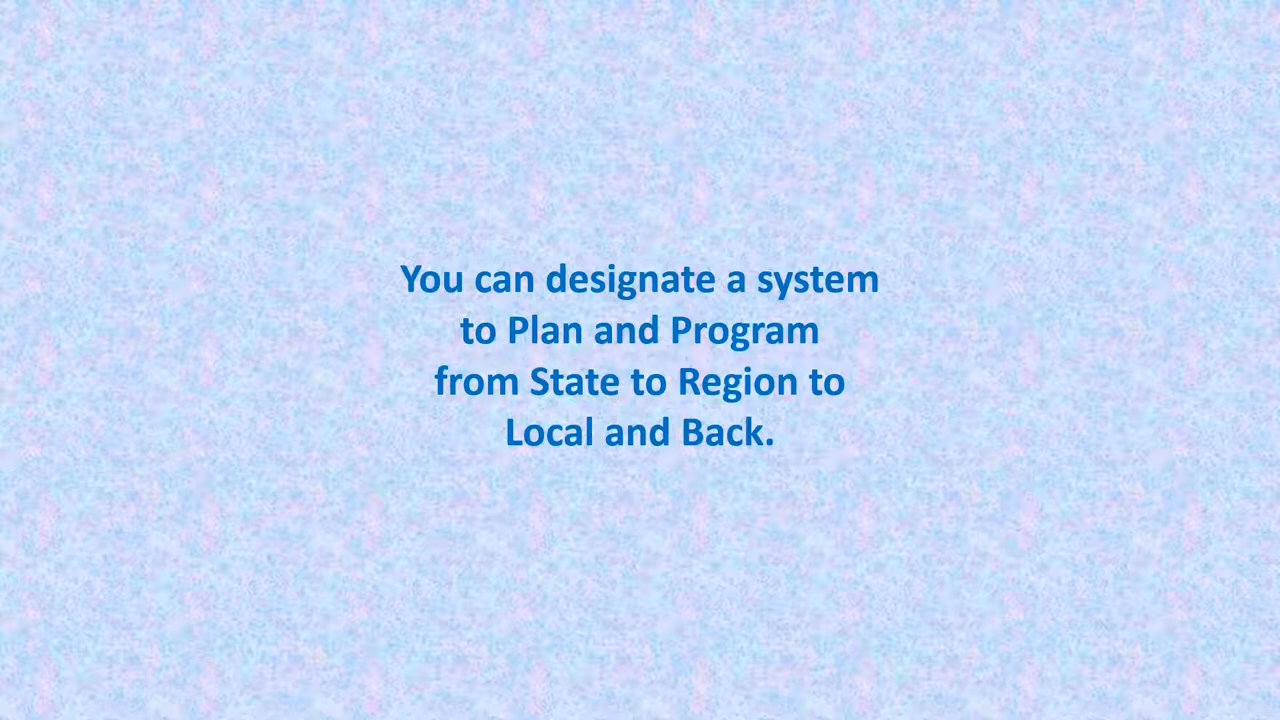 You can designate a system
to Plan and Program
from State to Region to
Local and Back.